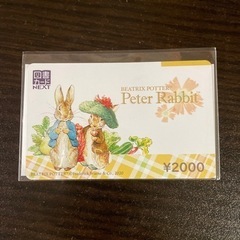 図書
カード
NEXT
BEATRIX POTTER
Peter Rabbit
¥2000